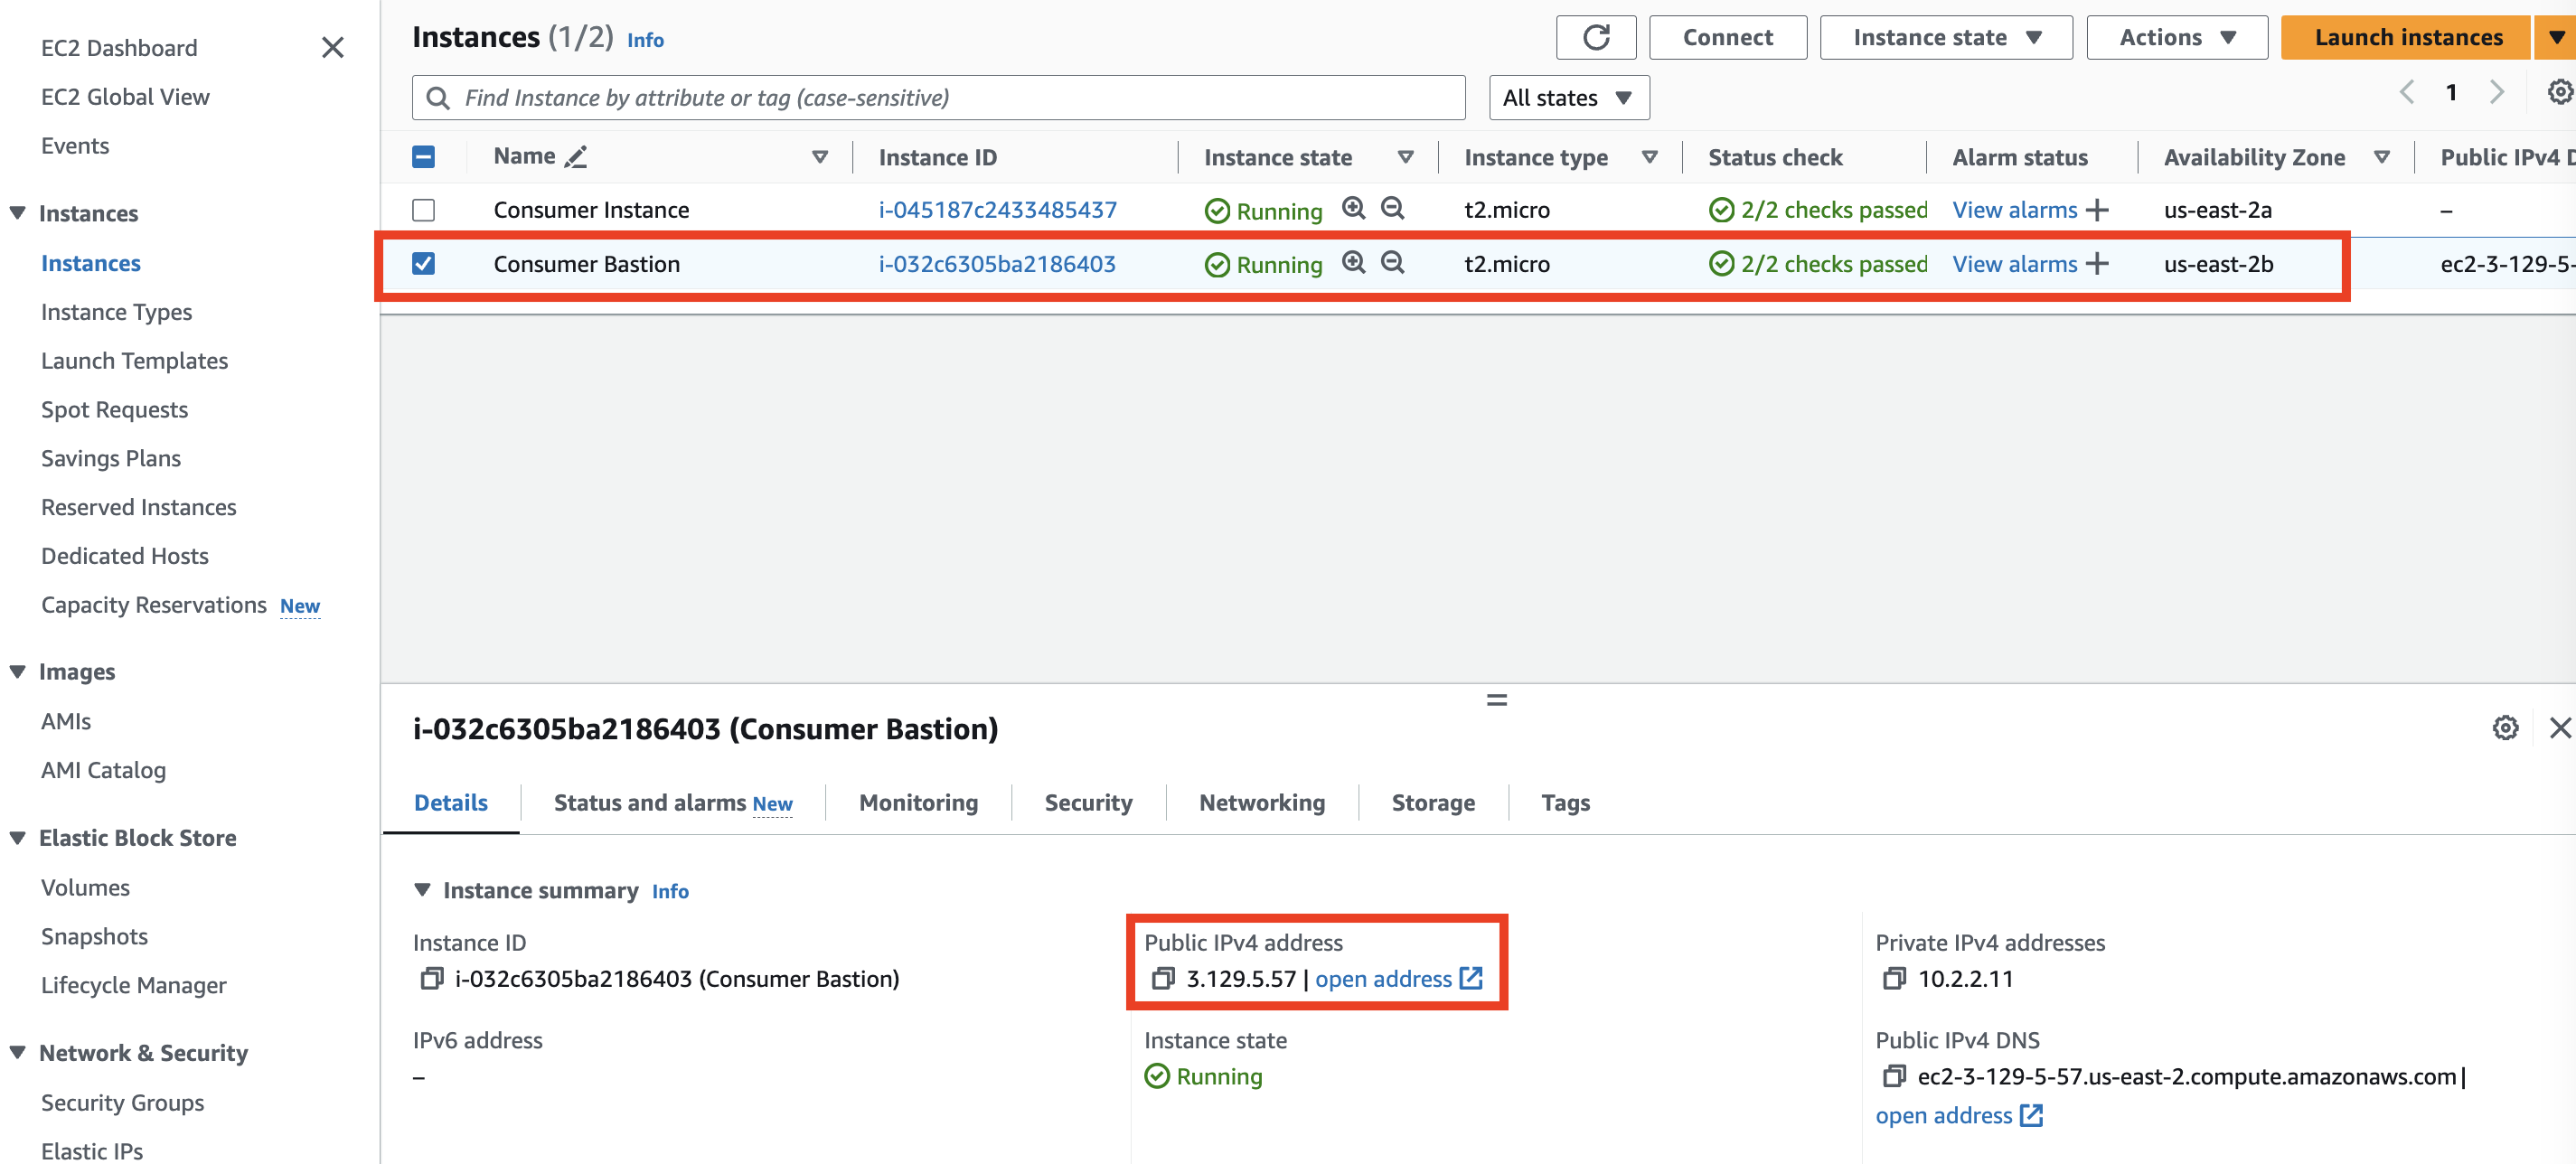 EC2 Dashboard
EC2 Global View
Events
Instances
Instances
Instance Types
Launch Templates
Spot Requests
Savings Plans
Reserved Instances
Dedicated Hosts
Capacity Reservations New
Images
AMIs
AMI Catalog
Elastic Block Store
Volumes
Snapshots
Lifecycle Manager
Network & Security
Security Groups
Elastic IPs
Instances (1/2) Info
Connect
Instance state
Actions
Launch instances
Find Instance by attribute or tag (case-sensitive)
All states
1
Name Instance ID Instance state Instance type Status check Alarm status Availability Zone Public IPv4 D
Consumer Instance i-045187c2433485437 Running t2.micro 2/2 checks passed View alarms + us-east-2a –
Consumer Bastion i-032c6305ba2186403 Running t2.micro 2/2 checks passed View alarms + us-east-2b ec2-3-129-5-
i-032c6305ba2186403 (Consumer Bastion)
Details Status and alarms New Monitoring Security Networking Storage Tags
Instance summary Info
Instance ID
i-032c6305ba2186403 (Consumer Bastion)
Public IPv4 address
3.129.5.57 | open address
Private IPv4 addresses
10.2.2.11
IPv6 address
–
Instance state
Running
Public IPv4 DNS
ec2-3-129-5-57.us-east-2.compute.amazonaws.com |
open address